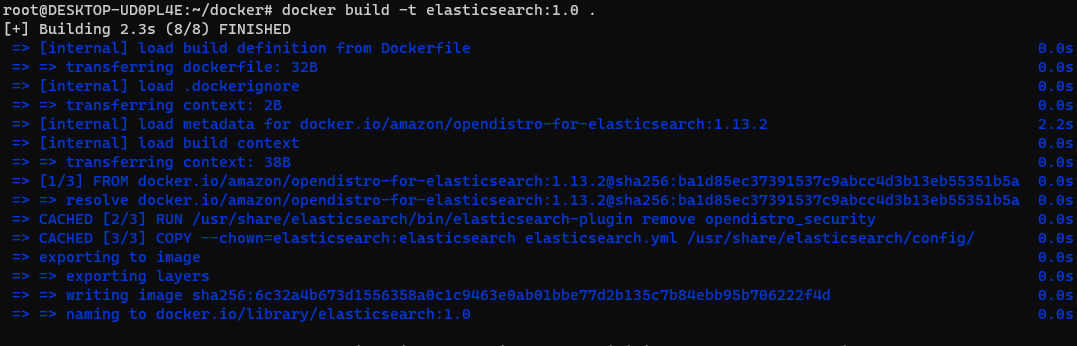 root@DESKTOP-UD0PL4E:~/docker# docker build -t elasticsearch:1.0 .
[+] Building 2.3s (8/8) FINISHED
=> [internal] load build definition from Dockerfile 0.0s
=> => transferring dockerfile: 32B 0.0s
=> [internal] load .dockerignore 0.0s
=> => transferring context: 2B 0.0s
=> [internal] load metadata for docker.io/amazon/opendistro-for-elasticsearch:1.13.2 2.2s
=> [internal] load build context 0.0s
=> => transferring context: 38B 0.0s
=> [1/3] FROM docker.io/amazon/opendistro-for-elasticsearch:1.13.2@sha256:ba1d85ec37391537c9abcc4d3b13eb55351b5a 0.0s
=> => resolve docker.io/amazon/opendistro-for-elasticsearch:1.13.2@sha256:ba1d85ec37391537c9abcc4d3b13eb55351b5a 0.0s
=> CACHED [2/3] RUN /usr/share/elasticsearch/bin/elasticsearch-plugin remove opendistro_security 0.0s
=> CACHED [3/3] COPY --chown=elasticsearch:elasticsearch elasticsearch.yml /usr/share/elasticsearch/config/ 0.0s
=> exporting to image 0.0s
=> => exporting layers 0.0s
=> => writing image sha256:6c32a4b673d1556358a0c1c9463e0ab01bbe77d2b135c7b84ebb95b706222f4d 0.0s
=> => naming to docker.io/library/elasticsearch:1.0 0.0s